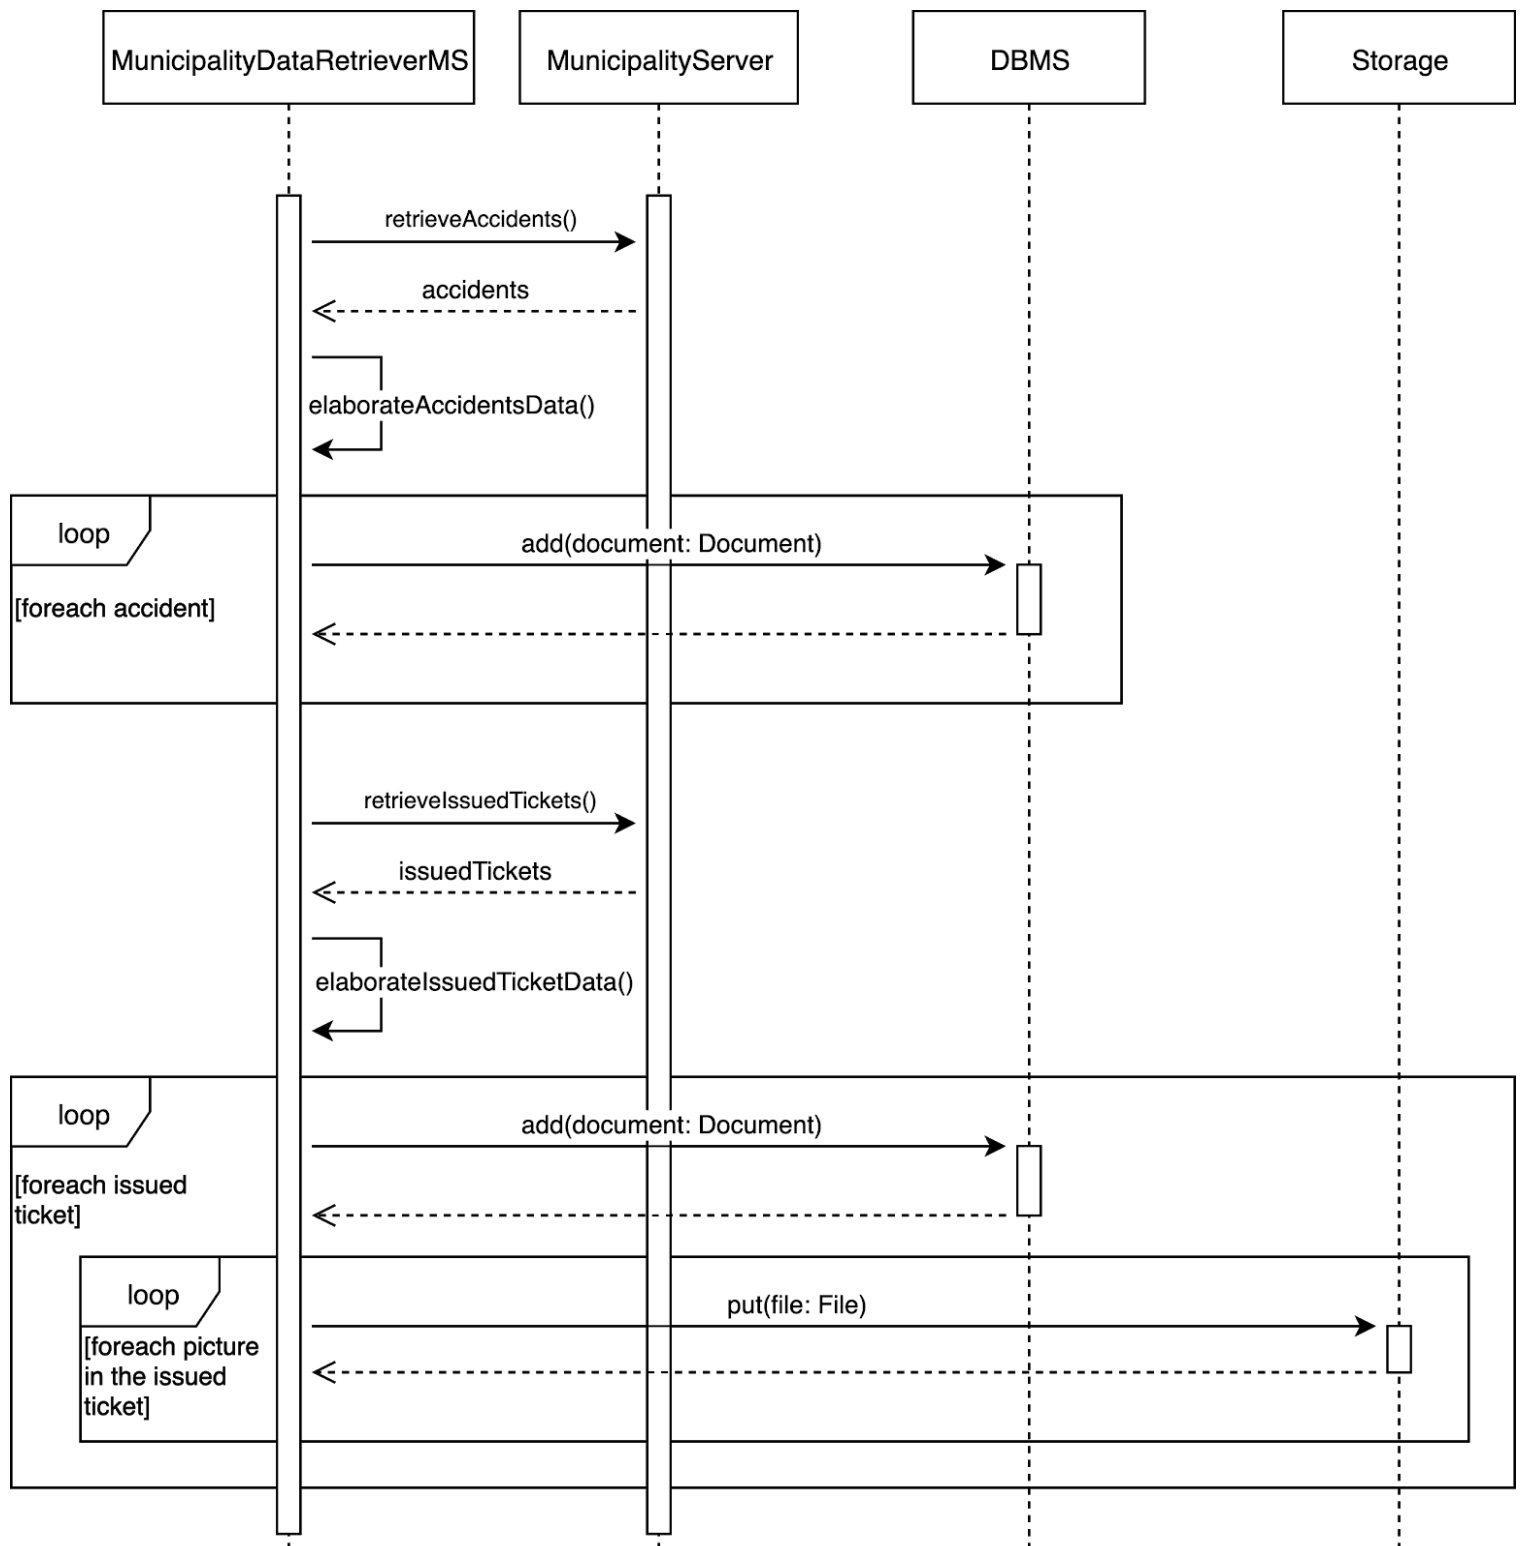 MunicipalityDataRetrieverMS
MunicipalityServer
DBMS
Storage
retrieveAccidents()
accidents
elaborateAccidentsData()
loop
add(document: Document)
[foreach accident]
retrieveIssuedTickets()
issuedTickets
elaborateIssuedTicketData()
loop
add(document: Document)
[foreach issued
ticket]
loop
put(file: File)
[foreach picture
in the issued
ticket]